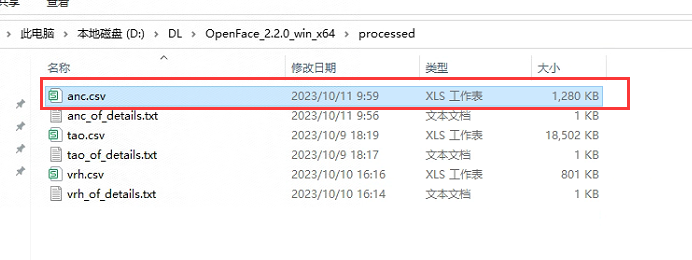 共享 查看
此电脑 › 本地磁盘 (D:) › DL › OpenFace_2.2.0_win_x64 › processed
名称 修改日期 类型 大小
anc.csv 2023/10/11 9:59 XLS 工作表 1,280 KB
anc_of_details.txt 2023/10/11 9:56 文本文档 1 KB
tao.csv 2023/10/9 18:19 XLS 工作表 18,502 KB
tao_of_details.txt 2023/10/9 18:17 文本文档 1 KB
vrh.csv 2023/10/10 16:16 XLS 工作表 801 KB
vrh_of_details.txt 2023/10/10 16:14 文本文档 1 KB